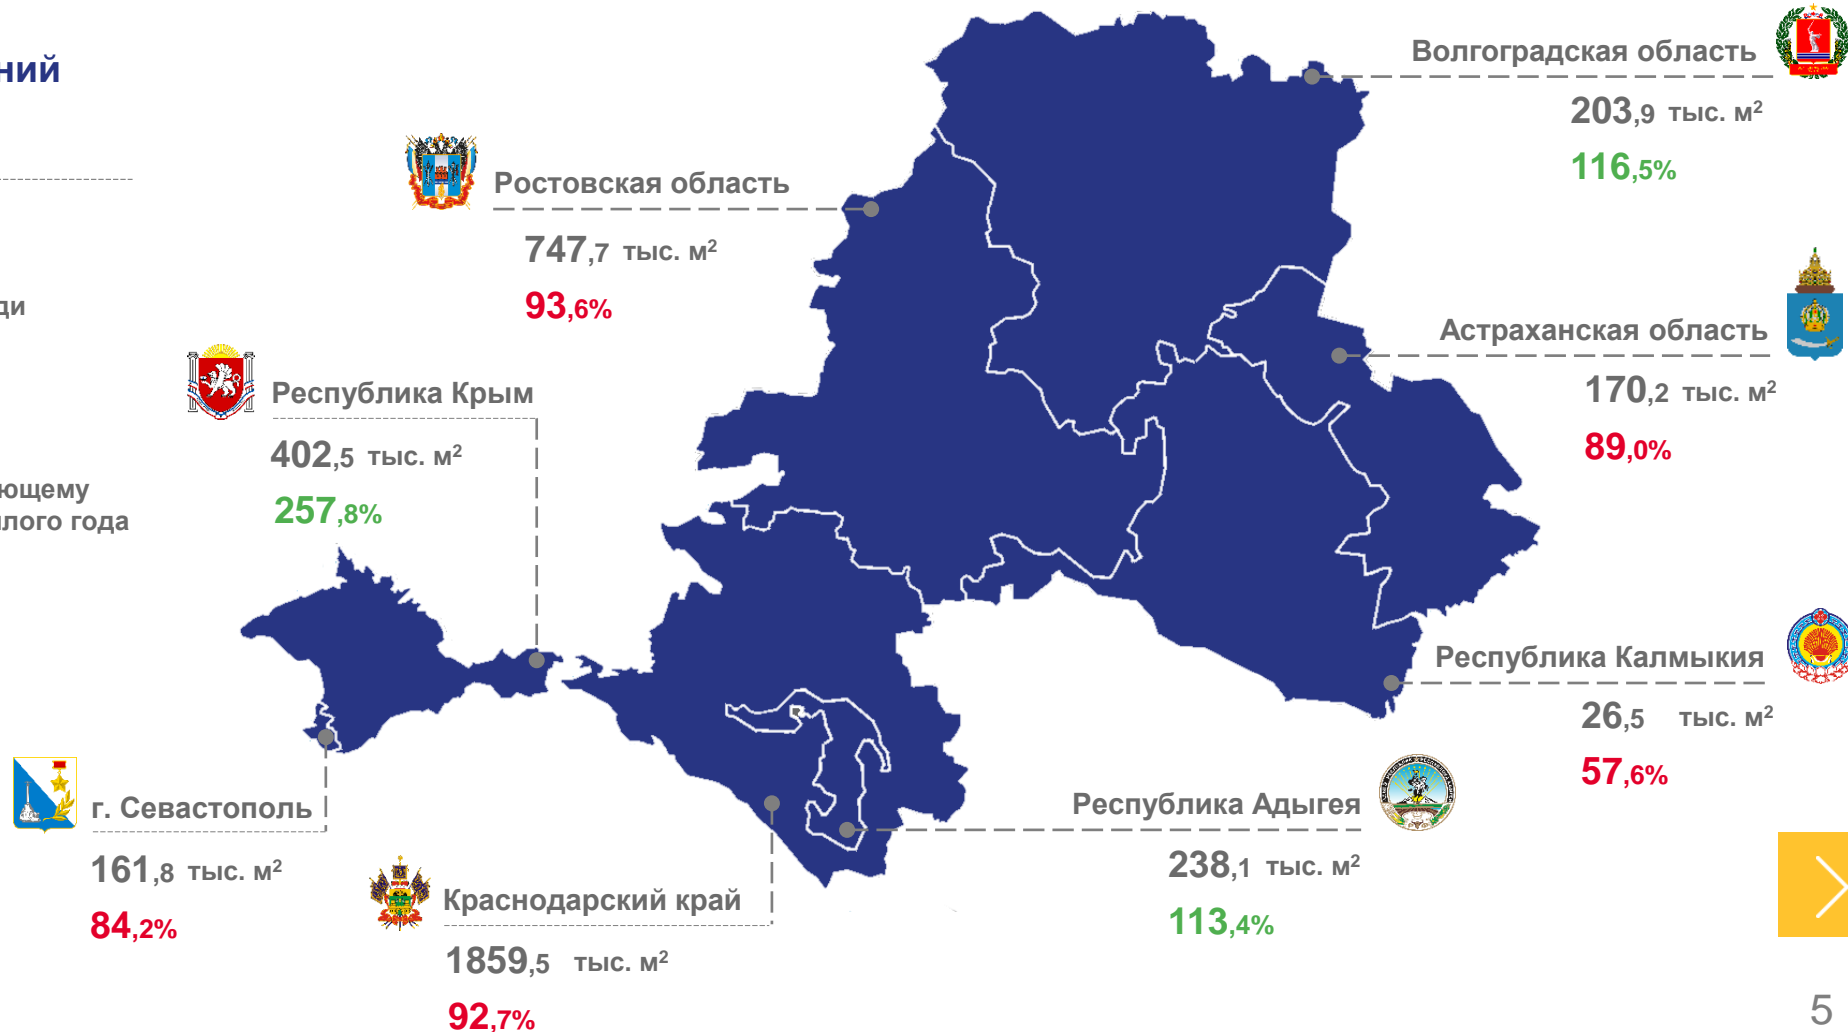 ний
ди
ющему
лого года
Волгоградская область
203,9 тыс. м²
116,5%
Ростовская область
747,7 тыс. м²
93,6%
Астраханская область
170,2 тыс. м²
89,0%
Республика Крым
402,5 тыс. м²
257,8%
Республика Калмыкия
26,5 тыс. м²
57,6%
г. Севастополь
161,8 тыс. м²
84,2%
Республика Адыгея
238,1 тыс. м²
113,4%
Краснодарский край
1859,5 тыс. м²
92,7%
5